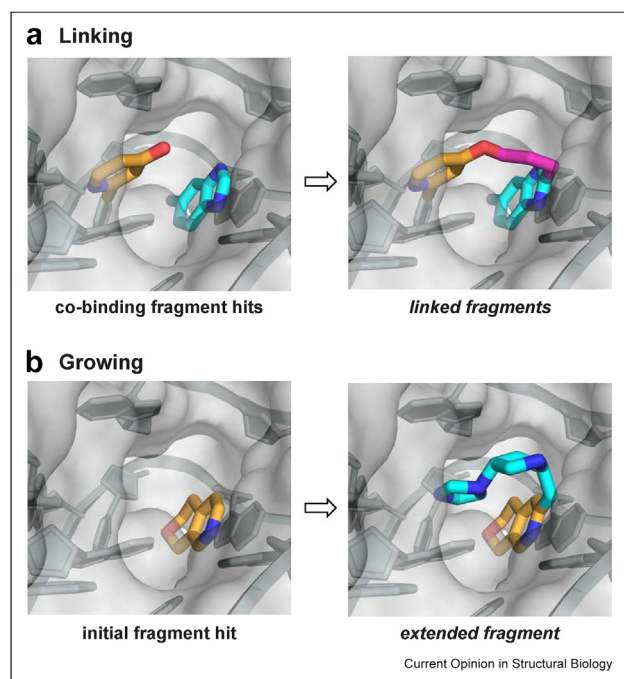 a Linking
co-binding fragment hits
linked fragments
b Growing
initial fragment hit
extended fragment
Current Opinion in Structural Biology